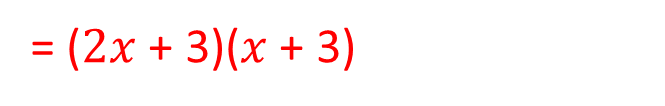 = (2x + 3)(x + 3)